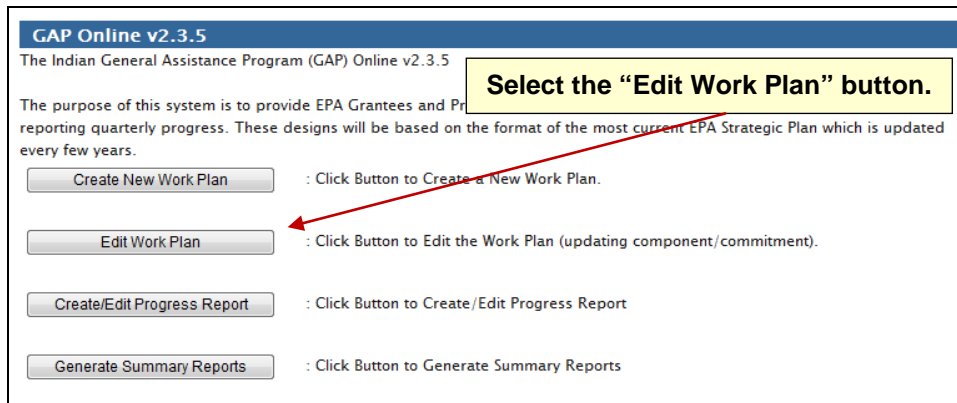 GAP Online v2.3.5
The Indian General Assistance Program (GAP) Online v2.3.5
Select the “Edit Work Plan” button.
The purpose of this system is to provide EPA Grantees and Pr
reporting quarterly progress. These designs will be based on the format of the most current EPA Strategic Plan which is updated
every few years.
Create New Work Plan : Click Button to Create a New Work Plan.
Edit Work Plan : Click Button to Edit the Work Plan (updating component/commitment).
Create/Edit Progress Report : Click Button to Create/Edit Progress Report
Generate Summary Reports : Click Button to Generate Summary Reports